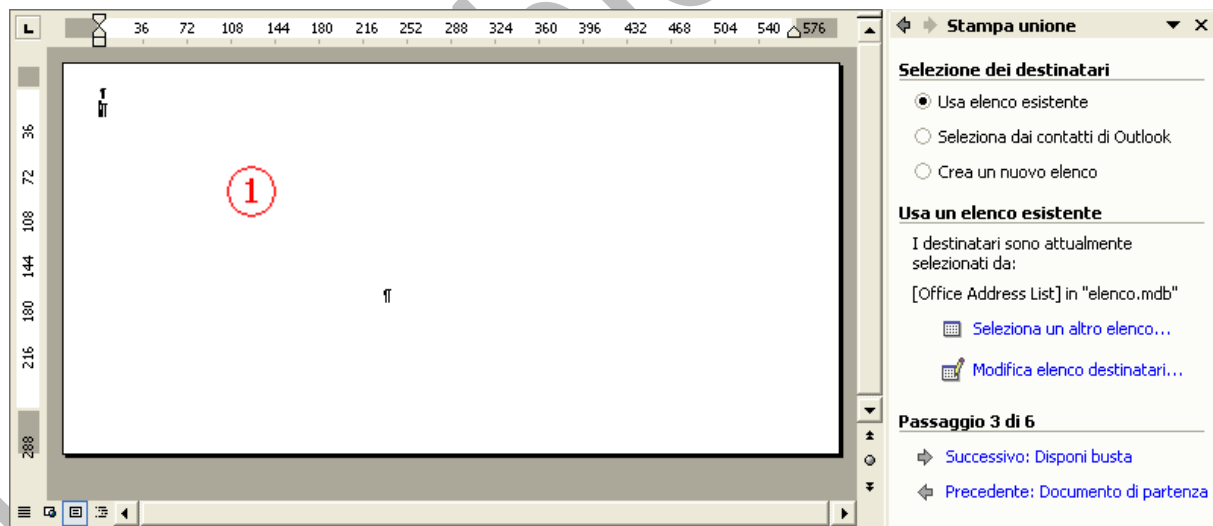 36 72 108 144 180 216 252 288 324 360 396 432 468 504 540 576
36
72
108
144
180
216
288
¶
¶
1
¶
Stampa unione
Selezione dei destinatari
Usa elenco esistente
Seleziona dai contatti di Outlook
Crea un nuovo elenco
Usa un elenco esistente
I destinatari sono attualmente
selezionati da:
[Office Address List] in "elenco.mdb"
Seleziona un altro elenco...
Modifica elenco destinatari...
Passaggio 3 di 6
Successivo: Disponi busta
Precedente: Documento di partenza